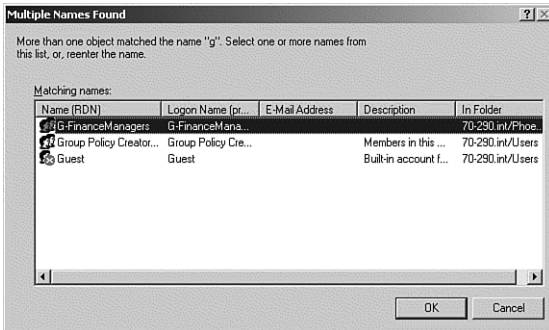 Multiple Names Found
More than one object matched the name "g". Select one or more names from
this list, or, reenter the name.
Matching names:
Name (RDN) Logon Name (pr... E-Mail Address Description In Folder
G-FinanceManagers G-FinanceMana... 70-290.int/Phoe...
Group Policy Creator... Group Policy Cre... Members in this ... 70-290.int/Users
Guest Guest Built-in account f... 70-290.int/Users
OK Cancel